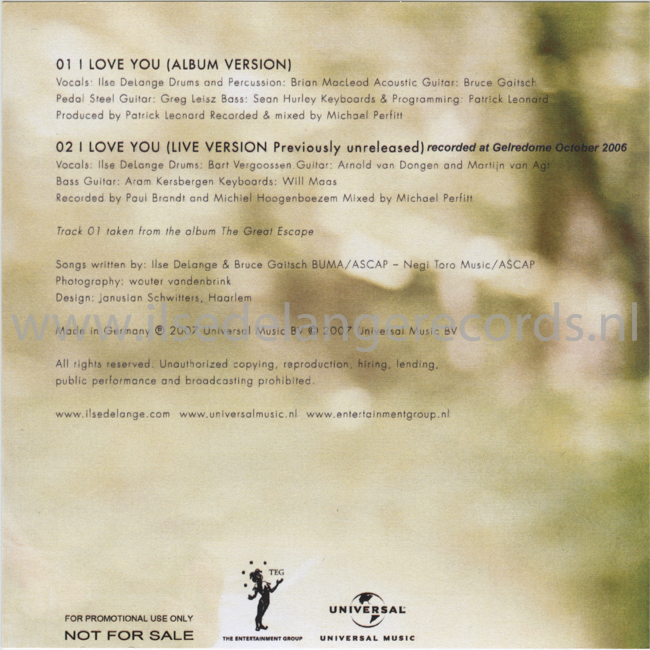 01 I LOVE YOU (ALBUM VERSION)
Vocals: Ilse DeLange Drums and Percussion: Brian MacLeod Acoustic Guitar: Bruce Gaitsch
Pedal Steel Guitar: Greg Leisz Bass: Sean Hurley Keyboards & Programming: Patrick Leonard
Produced by Patrick Leonard Recorded & mixed by Michael Perfitt
02 I LOVE YOU (LIVE VERSION Previously unreleased) recorded at Gelredome October 2006
Vocals: Ilse DeLange Drums: Bart Vergoossen Guitar: Arnold van Dongen and Martijn van Agt
Bass Guitar: Aram Kersbergen Keyboards: Will Maas
Recorded by Paul Brandt and Michiel Hoogenboezem Mixed by Michael Perfitt
Track 01 taken from the album The Great Escape
Songs written by: Ilse DeLange & Bruce Gaitsch BUMA/ASCAP – Negi Toro Music/ASCAP
Photography: wouter vandenbrink
Design: Janusian Schwitters, Haarlem
www.ilsedelangerecords.nl
Made in Germany ℗ 2007 Universal Music BV © 2007 Universal Music BV
All rights reserved. Unauthorized copying, reproduction, hiring, lending,
public performance and broadcasting prohibited.
www.ilsedelange.com www.universalmusic.nl www.entertainmentgroup.nl
TEG
FOR PROMOTIONAL USE ONLY
NOT FOR SALE
THE ENTERTAINMENT GROUP
UNIVERSAL
UNIVERSAL MUSIC